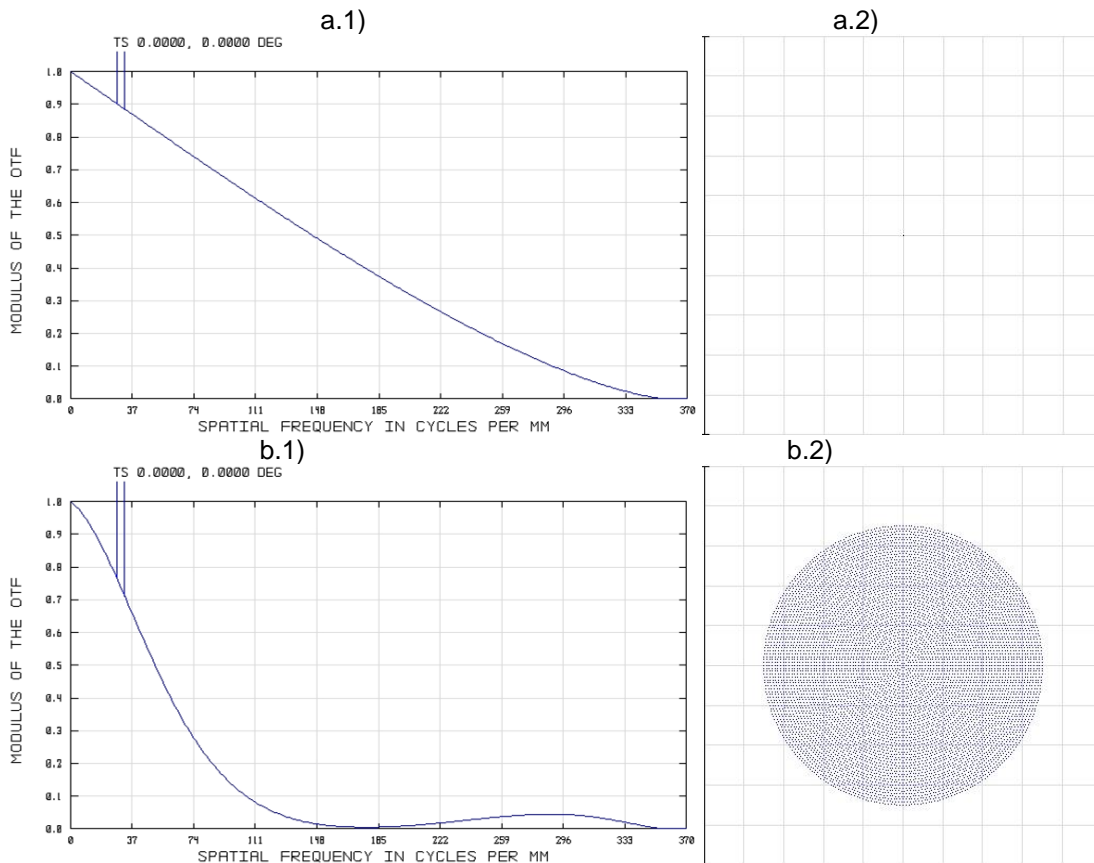 a.1) a.2)
TS 0.0000, 0.0000 DEG
1.0
0.9
0.8
0.7
0.6
0.5
0.4
0.3
0.2
0.1
0.0
MODULUS OF THE OTF
0 37 74 111 148 185 222 259 296 333 370
SPATIAL FREQUENCY IN CYCLES PER MM
b.1) b.2)
TS 0.0000, 0.0000 DEG
1.0
0.9
0.8
0.7
0.6
0.5
0.4
0.3
0.2
0.1
0.0
MODULUS OF THE OTF
0 37 74 111 148 185 222 259 296 333 370
SPATIAL FREQUENCY IN CYCLES PER MM